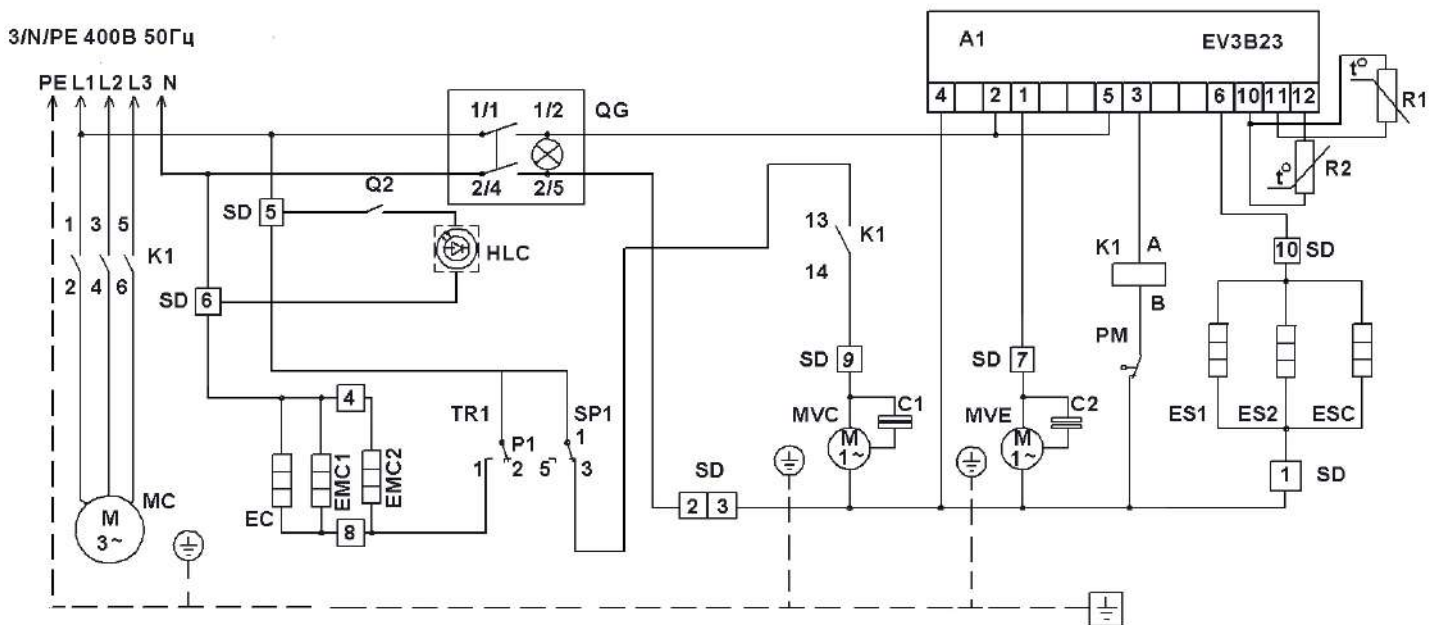 3/N/PE 400В 50Гц
PE L1 L2 L3 N
A1 EV3B23
4 2 1 5 3 6 10 11 12
t° R1
t° R2
1/1 1/2 QG
2/4 2/5
Q2
SD 5
HLC
SD 6
1 3 5
K1
2 4 6
13
K1
14
K1 A
B
10 SD
PM
SD 9
SD 7
C1
C2
MVC
M
1~
MVE
M
1~
ES1 ES2 ESC
4
TR1 SP1
1
P1
1 2 5 3
EC EMC1 EMC2
8
MC
M
3~
SD
2 3
1 SD